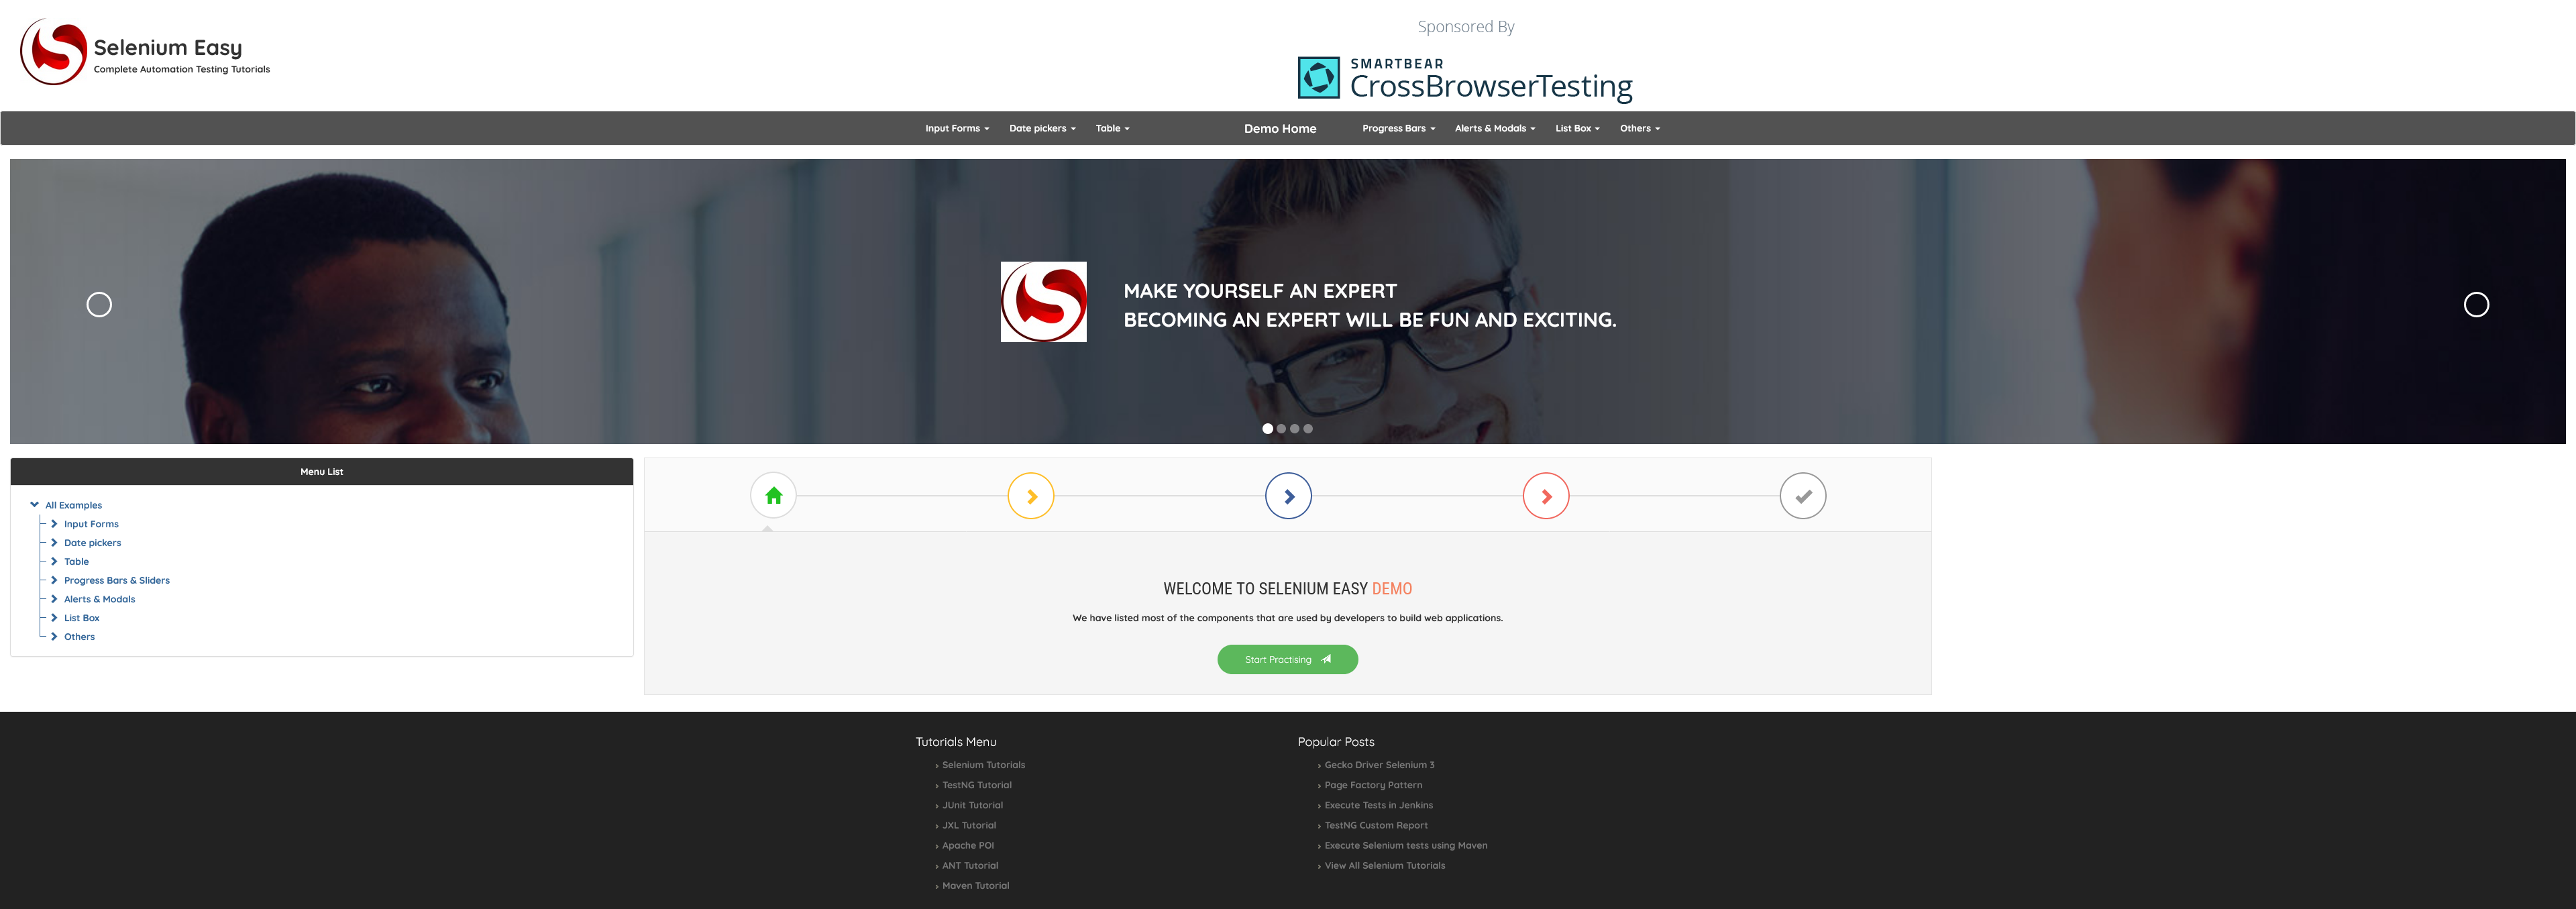 Selenium Easy
Complete Automation Testing Tutorials
Sponsored By
SMARTBEAR
CrossBrowserTesting
Input Forms
Date pickers
Table
Demo Home
Progress Bars
Alerts & Modals
List Box
Others
MAKE YOURSELF AN EXPERT
BECOMING AN EXPERT WILL BE FUN AND EXCITING.
Menu List
All Examples
Input Forms
Date pickers
Table
Progress Bars & Sliders
Alerts & Modals
List Box
Others
WELCOME TO SELENIUM EASY DEMO
We have listed most of the components that are used by developers to build web applications.
Start Practising
Tutorials Menu
Selenium Tutorials
TestNG Tutorial
JUnit Tutorial
JXL Tutorial
Apache POI
ANT Tutorial
Maven Tutorial
Popular Posts
Gecko Driver Selenium 3
Page Factory Pattern
Execute Tests in Jenkins
TestNG Custom Report
Execute Selenium tests using Maven
View All Selenium Tutorials